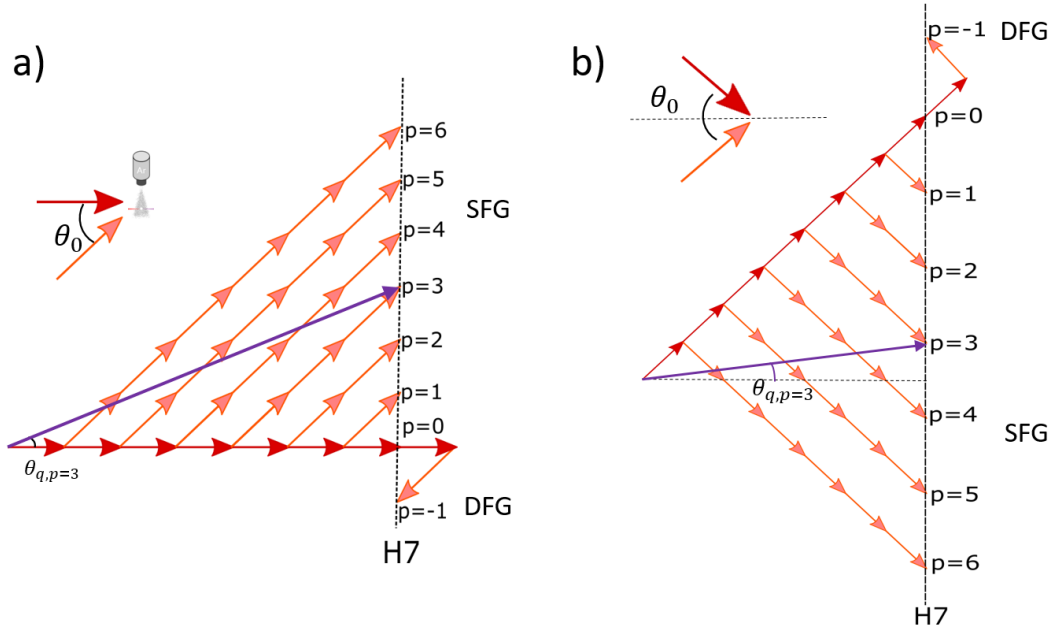 a)
p=6
p=5
SFG
p=4
θ₀
p=3
p=2
p=1
p=0
θq,p=3
p=-1 DFG
H7
b)
p=-1 DFG
θ₀
p=0
p=1
p=2
p=3
θq,p=3
p=4
SFG
p=5
p=6
H7